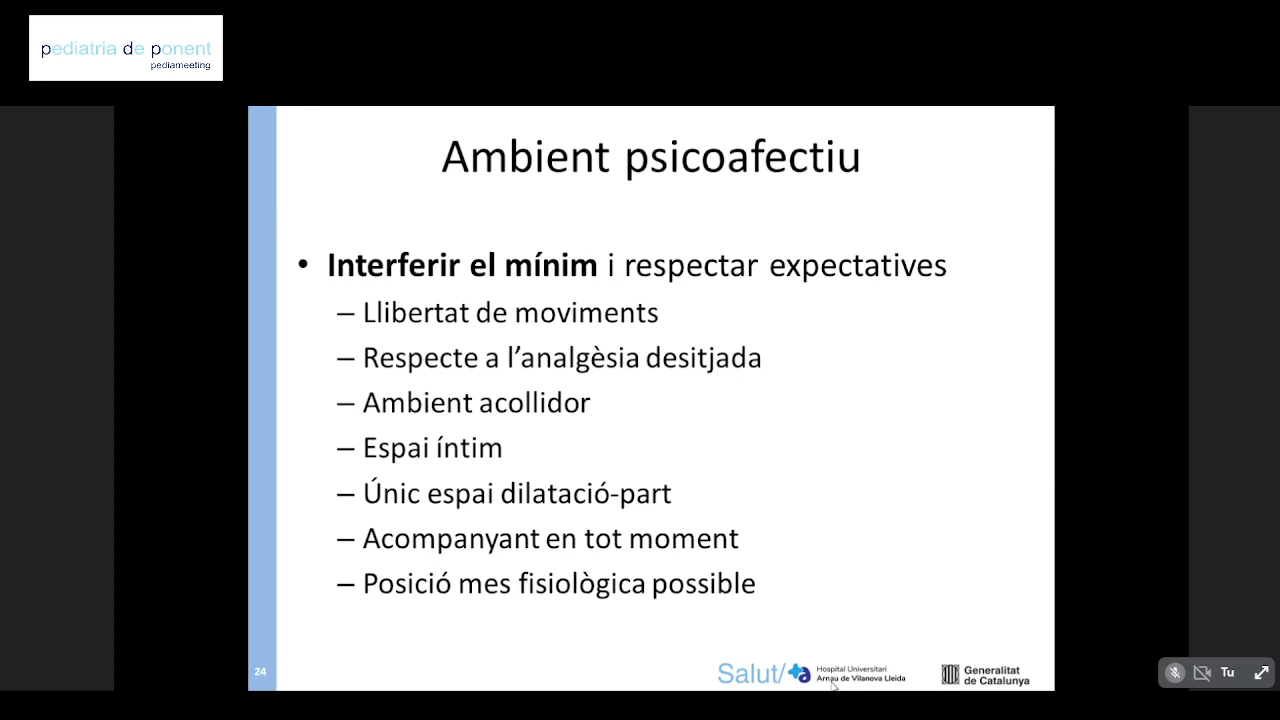 pediatria de ponent
pediameeting
Ambient psicoafectiu
• Interferir el mínim i respectar expectatives
– Llibertat de moviments
– Respecte a l’analgèsia desitjada
– Ambient acollidor
– Espai íntim
– Únic espai dilatació-part
– Acompanyant en tot moment
– Posició mes fisiològica possible
24
Salut/
Hospital Universitari
Arnau de Vilanova Lleida
Generalitat
de Catalunya
Tu